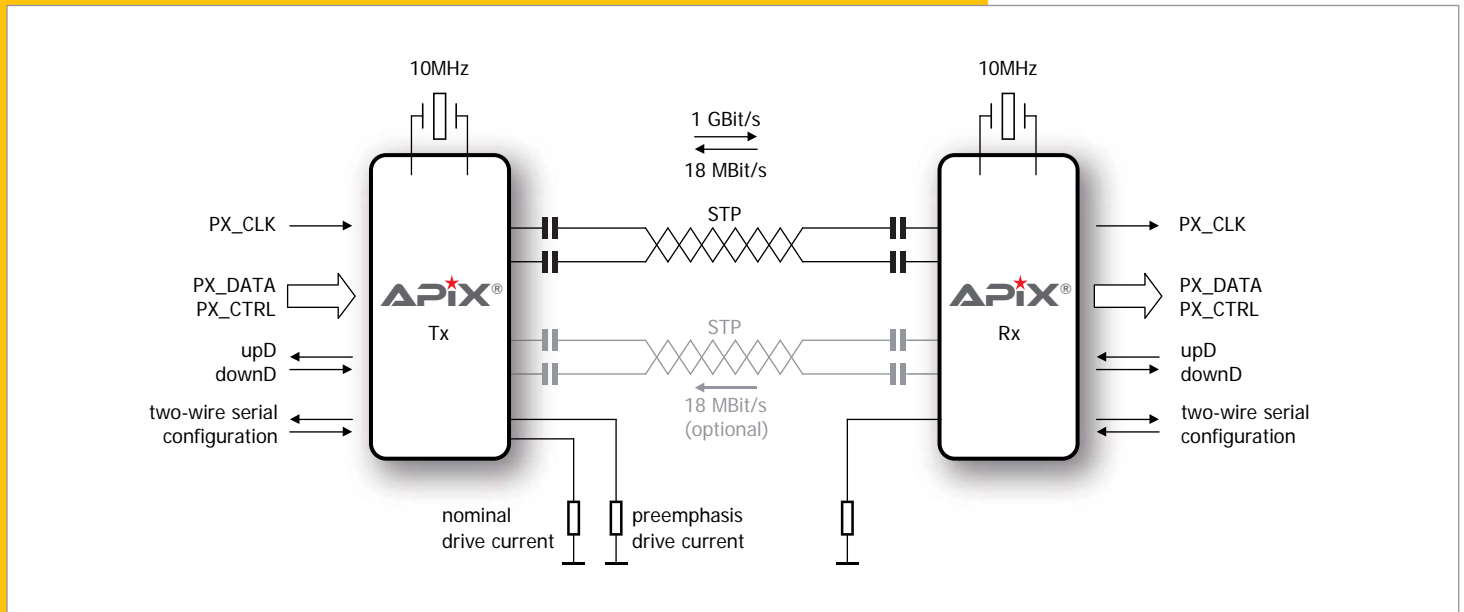 10MHz
10MHz
1 GBit/s
18 MBit/s
PX_CLK
STP
PX_CLK
PX_DATA
PX_CTRL
APIX®
Tx
APIX®
Rx
PX_DATA
PX_CTRL
STP
upD
downD
upD
downD
18 MBit/s
(optional)
two-wire serial
configuration
two-wire serial
configuration
nominal
drive current
preemphasis
drive current